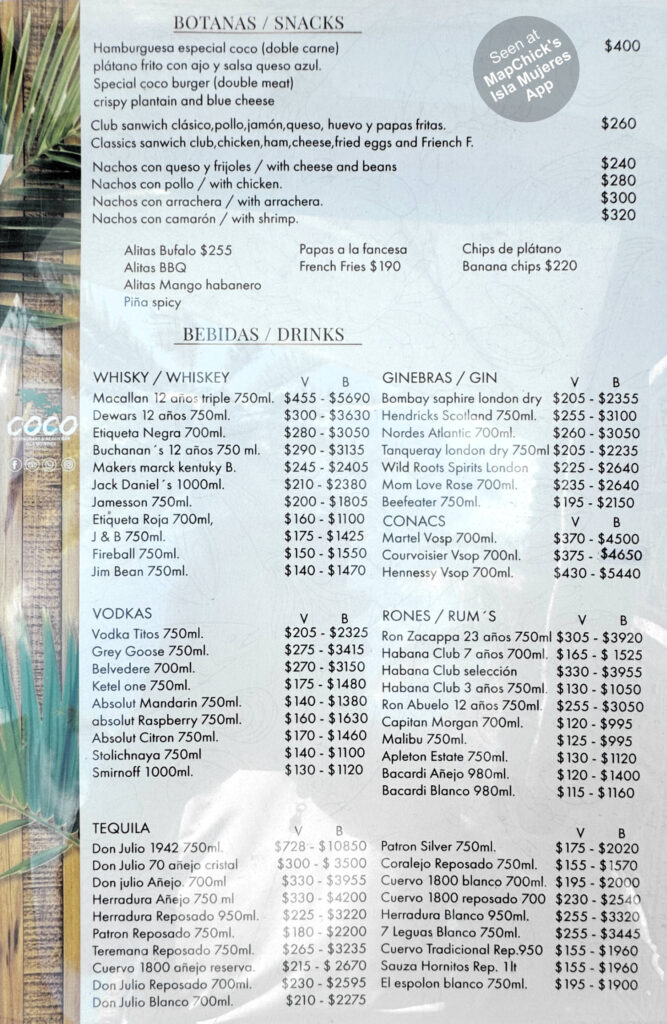 BOTANAS / SNACKS
Seen at
MapChick's
Isla Mujeres
App
Hamburguesa especial coco (doble carne) $400
plátano frito con ajo y salsa queso azul.
Special coco burger (double meat)
crispy plantain and blue cheese
Club sanwich clásico,pollo,jamón,queso, huevo y papas fritas. $260
Classics sanwich club,chicken,ham,cheese,fried eggs and Friench F.
Nachos con queso y frijoles / with cheese and beans $240
Nachos con pollo / with chicken. $280
Nachos con arrachera / with arrachera. $300
Nachos con camarón / with shrimp. $320
Alitas Bufalo $255
Alitas BBQ
Alitas Mango habanero
Piña spicy
Papas a la fancesa
French Fries $190
Chips de plátano
Banana chips $220
BEBIDAS / DRINKS
COCO
WHISKY / WHISKEY V B
Macallan 12 años triple 750ml. $455 - $5690
Dewars 12 años 750ml. $300 - $3630
Etiqueta Negra 700ml. $280 - $3050
Buchanan´s 12 años 750 ml. $290 - $3135
Makers marck kentuky B. $245 - $2405
Jack Daniel´s 1000ml. $210 - $2380
Jamesson 750ml. $200 - $1805
Etiqueta Roja 700ml, $160 - $1100
J & B 750ml. $175 - $1425
Fireball 750ml. $150 - $1550
Jim Bean 750ml. $140 - $1470
GINEBRAS / GIN V B
Bombay saphire london dry $205 - $2355
Hendricks Scotland 750ml. $255 - $3100
Nordes Atlantic 700ml. $260 - $3050
Tanqueray london dry 750ml $205 - $2235
Wild Roots Spirits London $225 - $2640
Mom Love Rose 700ml. $235 - $2640
Beefeater 750ml. $195 - $2150
CONACS V B
Martel Vosp 700ml. $370 - $4500
Courvoisier Vsop 700nl. $375 - $4650
Hennessy Vsop 700ml. $430 - $5440
VODKAS V B
Vodka Titos 750ml. $205 - $2325
Grey Goose 750ml. $275 - $3415
Belvedere 700ml. $270 - $3150
Ketel one 750ml. $175 - $1480
Absolut Mandarin 750ml. $140 - $1380
absolut Raspberry 750ml. $160 - $1630
Absolut Citron 750ml. $170 - $1460
Stolichnaya 750ml $140 - $1100
Smirnoff 1000ml. $130 - $1120
RONES / RUM´S V B
Ron Zacappa 23 años 750ml $305 - $3920
Habana Club 7 años 700ml. $165 - $ 1525
Habana Club selección $330 - $3955
Habana Club 3 años 750ml. $130 - $1050
Ron Abuelo 12 años 750ml. $255 - $3050
Capitan Morgan 700ml. $120 - $995
Malibu 750ml. $125 - $995
Apleton Estate 750ml. $130 - $1120
Bacardi Añejo 980ml. $120 - $1400
Bacardi Blanco 980ml. $115 - $1160
TEQUILA V B
Don Julio 1942 750ml. $728 - $10850
Don Julio 70 añejo cristal $300 - $ 3500
Don julio Añejo. 700ml $330 - $3955
Herradura Añejo 750 ml $330 - $4200
Herradura Reposado 950ml. $225 - $3220
Patron Reposado 750ml. $180 - $2200
Teremana Reposado 750ml. $265 - $3235
Cuervo 1800 añejo reserva. $215 - $ 2670
Don Julio Reposado 700ml. $230 - $2595
Don Julio Blanco 700ml. $210 - $2275
V B
Patron Silver 750ml. $175 - $2020
Coralejo Reposado 750ml. $155 - $1570
Cuervo 1800 blanco 700ml. $195 - $2000
Cuervo 1800 reposado 700 $230 - $2540
Herradura Blanco 950ml. $255 - $3320
7 Leguas Blanco 750ml. $255 - $3445
Cuervo Tradicional Rep.950 $155 - $1960
Sauza Hornitos Rep. 1lt $155 - $1960
El espolon blanco 750ml. $195 - $1900